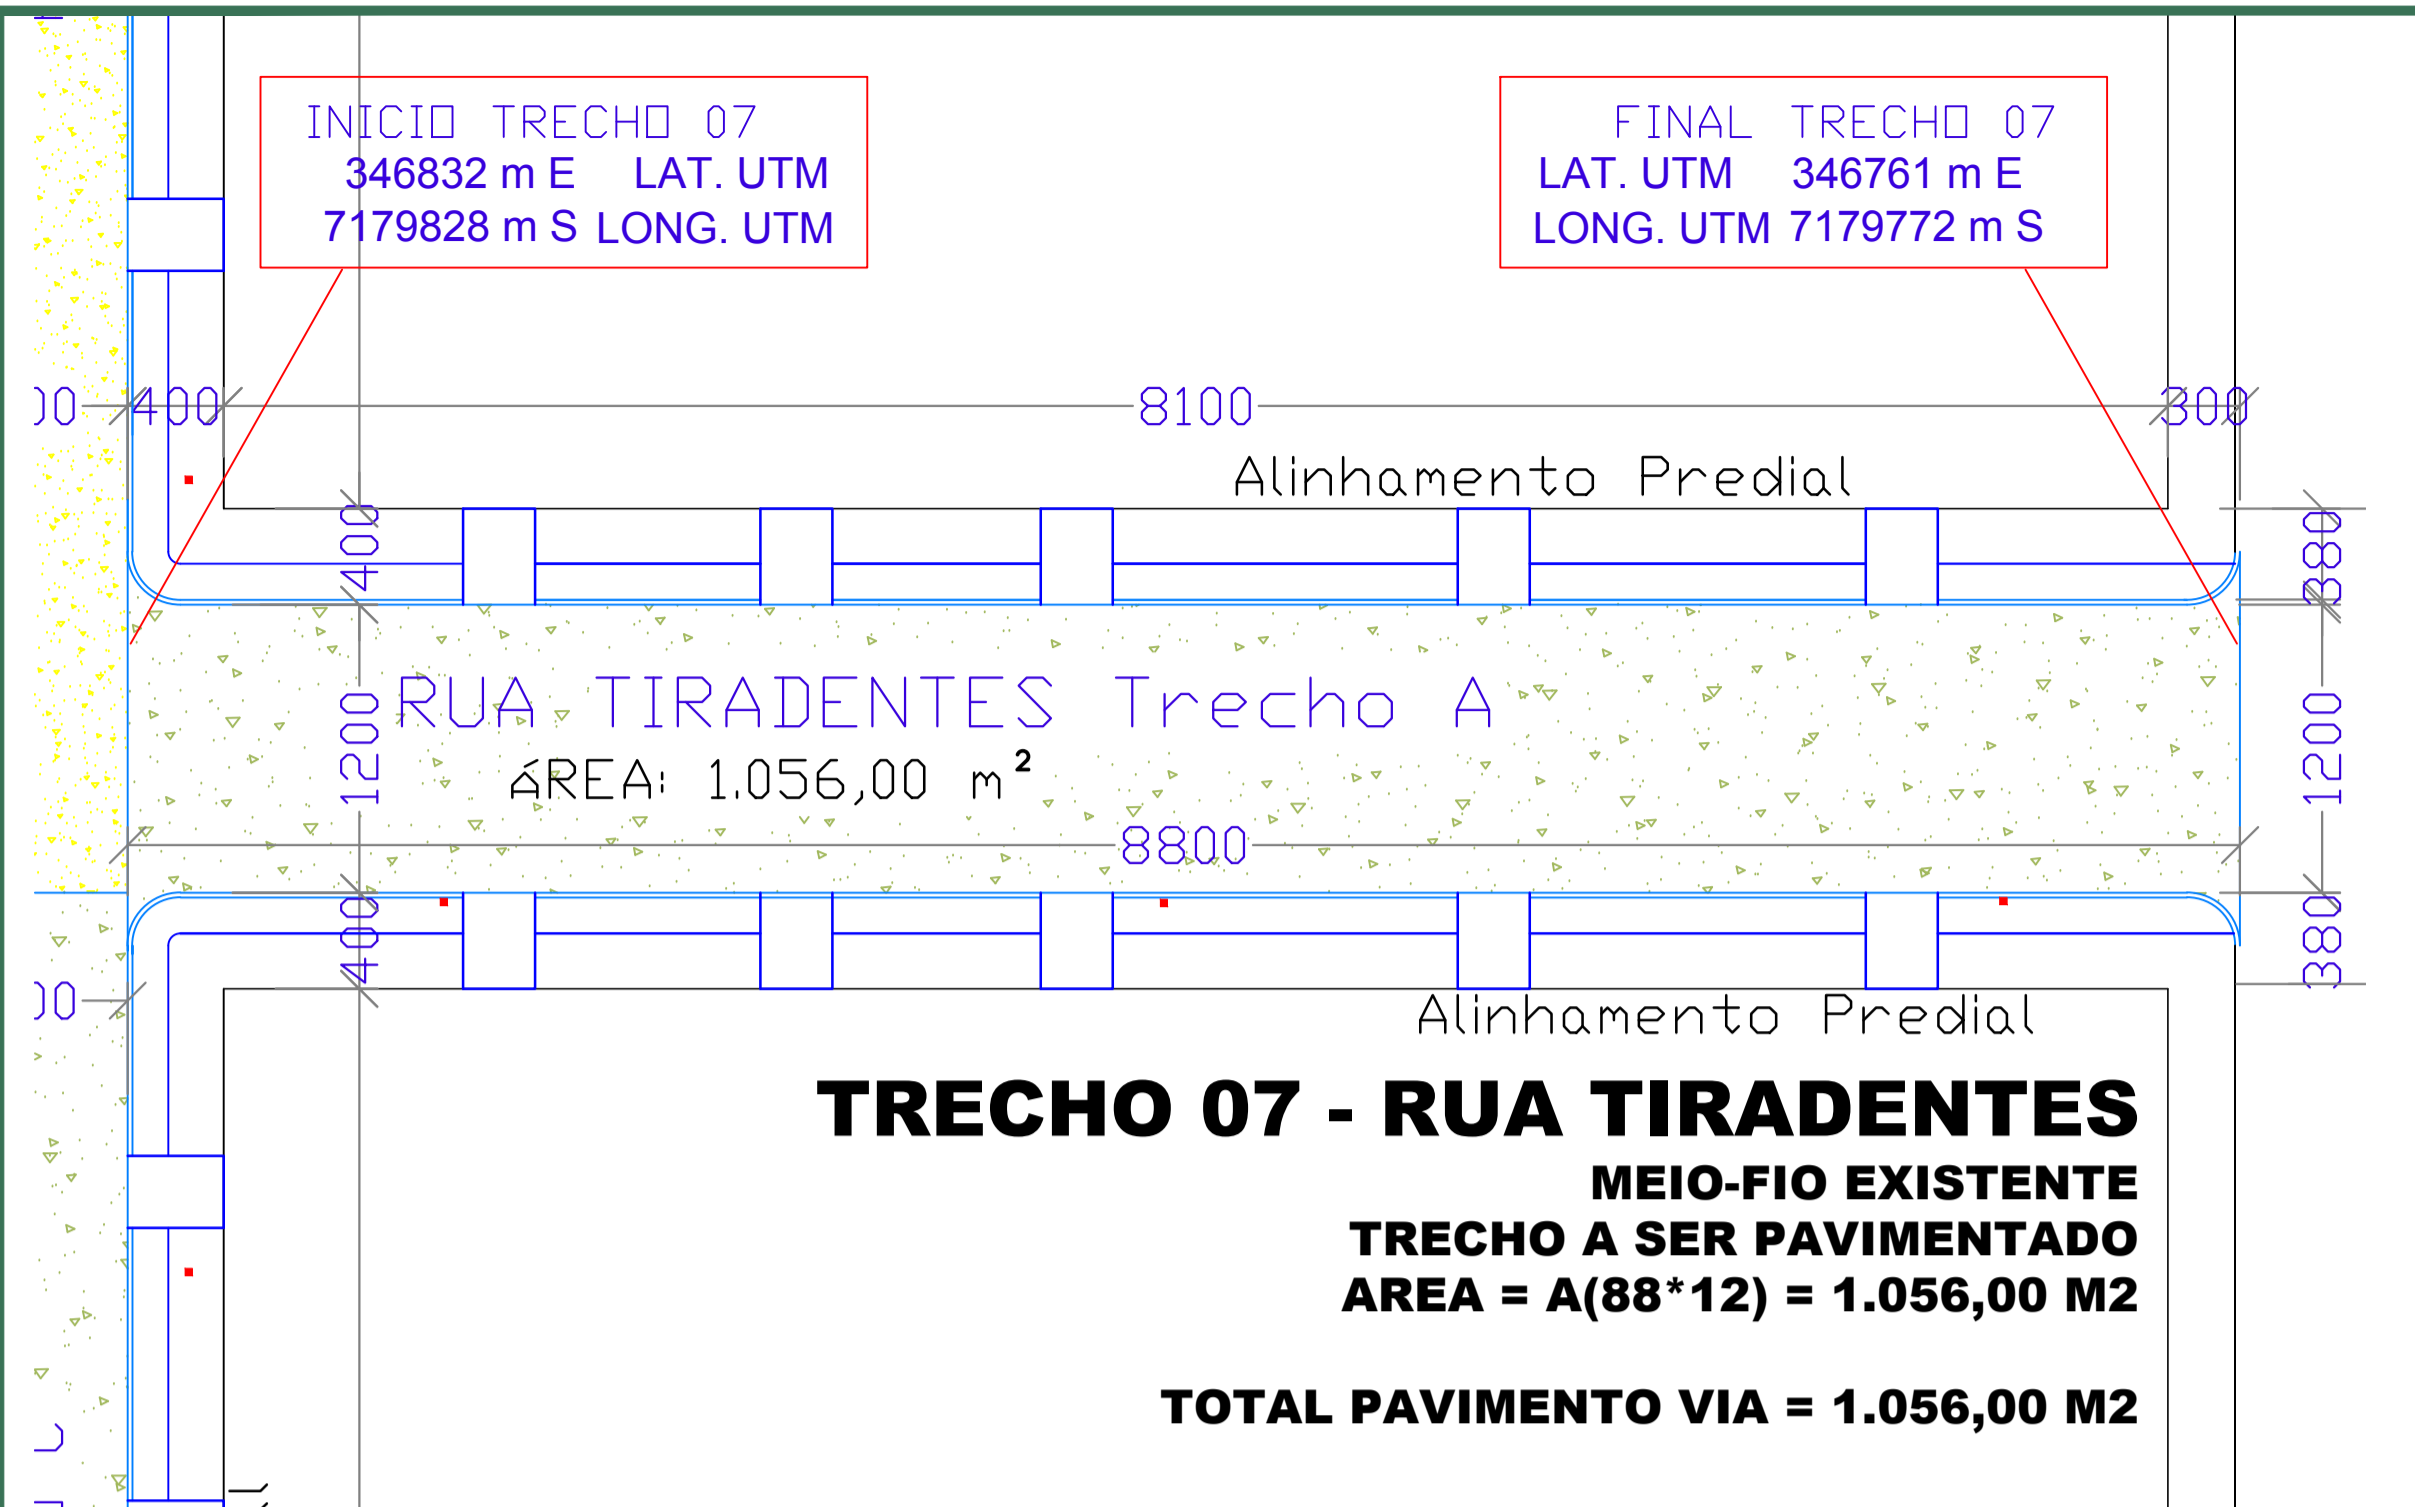 INICIO TRECHO 07
346832 m E LAT. UTM
7179828 m S LONG. UTM
FINAL TRECHO 07
LAT. UTM 346761 m E
LONG. UTM 7179772 m S
400
8100
300
Alinhamento Predial
400
380
RUA TIRADENTES Trecho A
1200
1200
ÁREA: 1.056,00 m²
8800
400
380
Alinhamento Predial
TRECHO 07 - RUA TIRADENTES
MEIO-FIO EXISTENTE
TRECHO A SER PAVIMENTADO
AREA = A(88*12) = 1.056,00 M2
TOTAL PAVIMENTO VIA = 1.056,00 M2